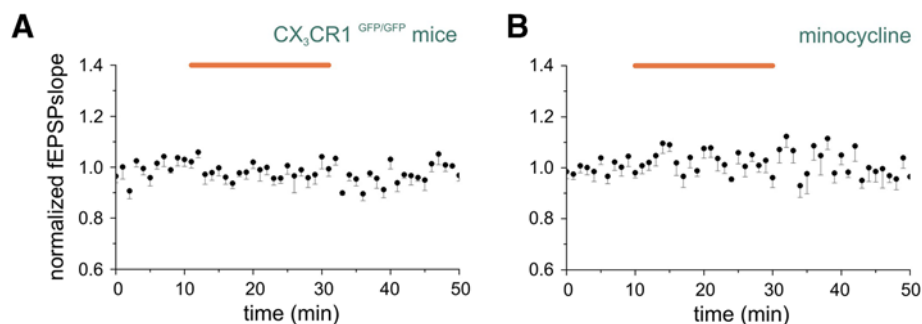 A
CX₃CR1 GFP/GFP mice
normalized fEPSPslope
1.4
1.2
1.0
0.8
0.6
0 10 20 30 40 50
time (min)
B
minocycline
1.4
1.2
1.0
0.8
0.6
0 10 20 30 40 50
time (min)